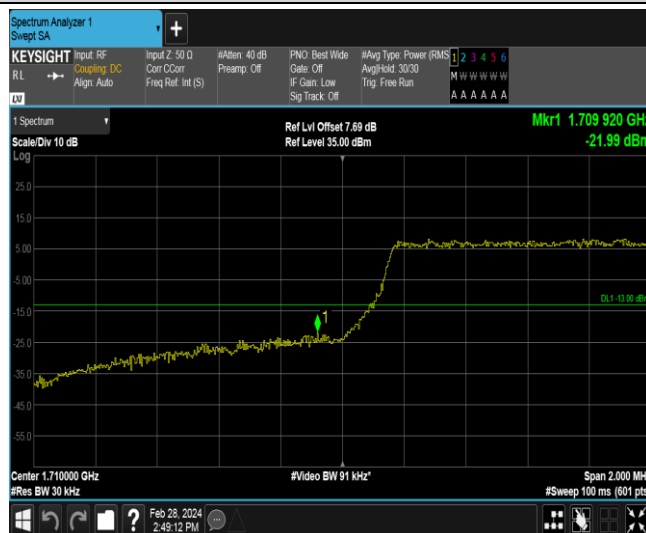 Spectrum Analyzer 1
Swept SA
+
KEYSIGHT
RL
LXI
Input: RF
Coupling: DC
Align: Auto
Input Z: 50 Ω
Corr CCorr
Freq Ref: Int (S)
#Atten: 40 dB
Preamp: Off
PNO: Best Wide
Gate: Off
IF Gain: Low
Sig Track: Off
#Avg Type: Power (RMS
Avg|Hold: 30/30
Trig: Free Run
1 2 3 4 5 6
M W W W W W
A A A A A A
1 Spectrum
Scale/Div 10 dB
Ref Lvl Offset 7.69 dB
Ref Level 35.00 dBm
Mkr1 1.709 920 GHz
-21.99 dBm
Log
25.0
15.0
5.00
-5.00
DL1 -13.00 dBm
-15.0
1
-25.0
-35.0
-45.0
-55.0
Center 1.710000 GHz
#Video BW 91 kHz*
Span 2.000 MH
#Res BW 30 kHz
#Sweep 100 ms (601 pts
?
Feb 28, 2024
2:49:12 PM